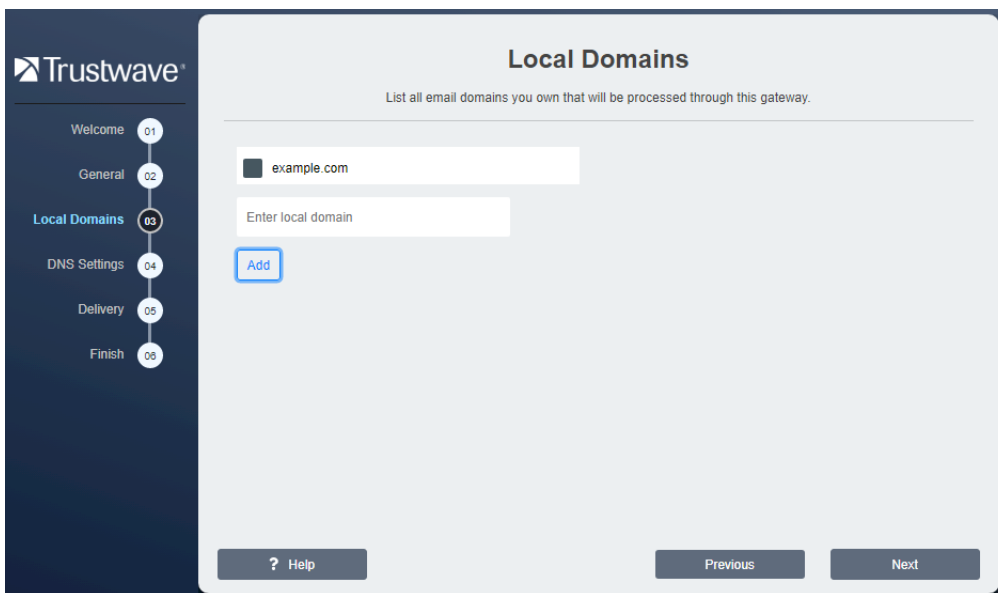 Trustwave®
Welcome 01
General 02
Local Domains 03
DNS Settings 04
Delivery 05
Finish 06
Local Domains
List all email domains you own that will be processed through this gateway.
example.com
Enter local domain
Add
? Help
Previous
Next